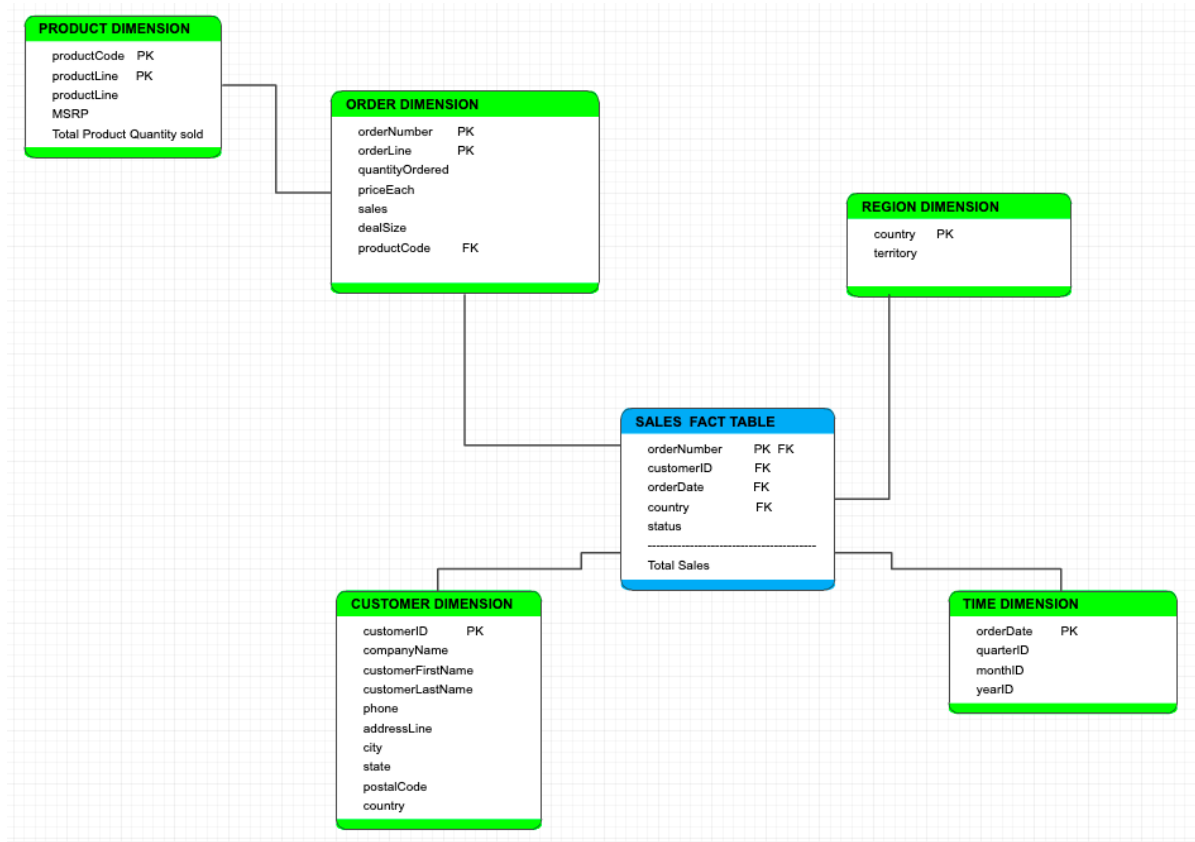 PRODUCT DIMENSION
productCode PK
productLine PK
productLine
MSRP
Total Product Quantity sold
ORDER DIMENSION
orderNumber PK
orderLine PK
quantityOrdered
priceEach
sales
dealSize
productCode FK
REGION DIMENSION
country PK
territory
SALES FACT TABLE
orderNumber PK FK
customerID FK
orderDate FK
country FK
status
------------------------------------------
Total Sales
CUSTOMER DIMENSION
customerID PK
companyName
customerFirstName
customerLastName
phone
addressLine
city
state
postalCode
country
TIME DIMENSION
orderDate PK
quarterID
monthID
yearID